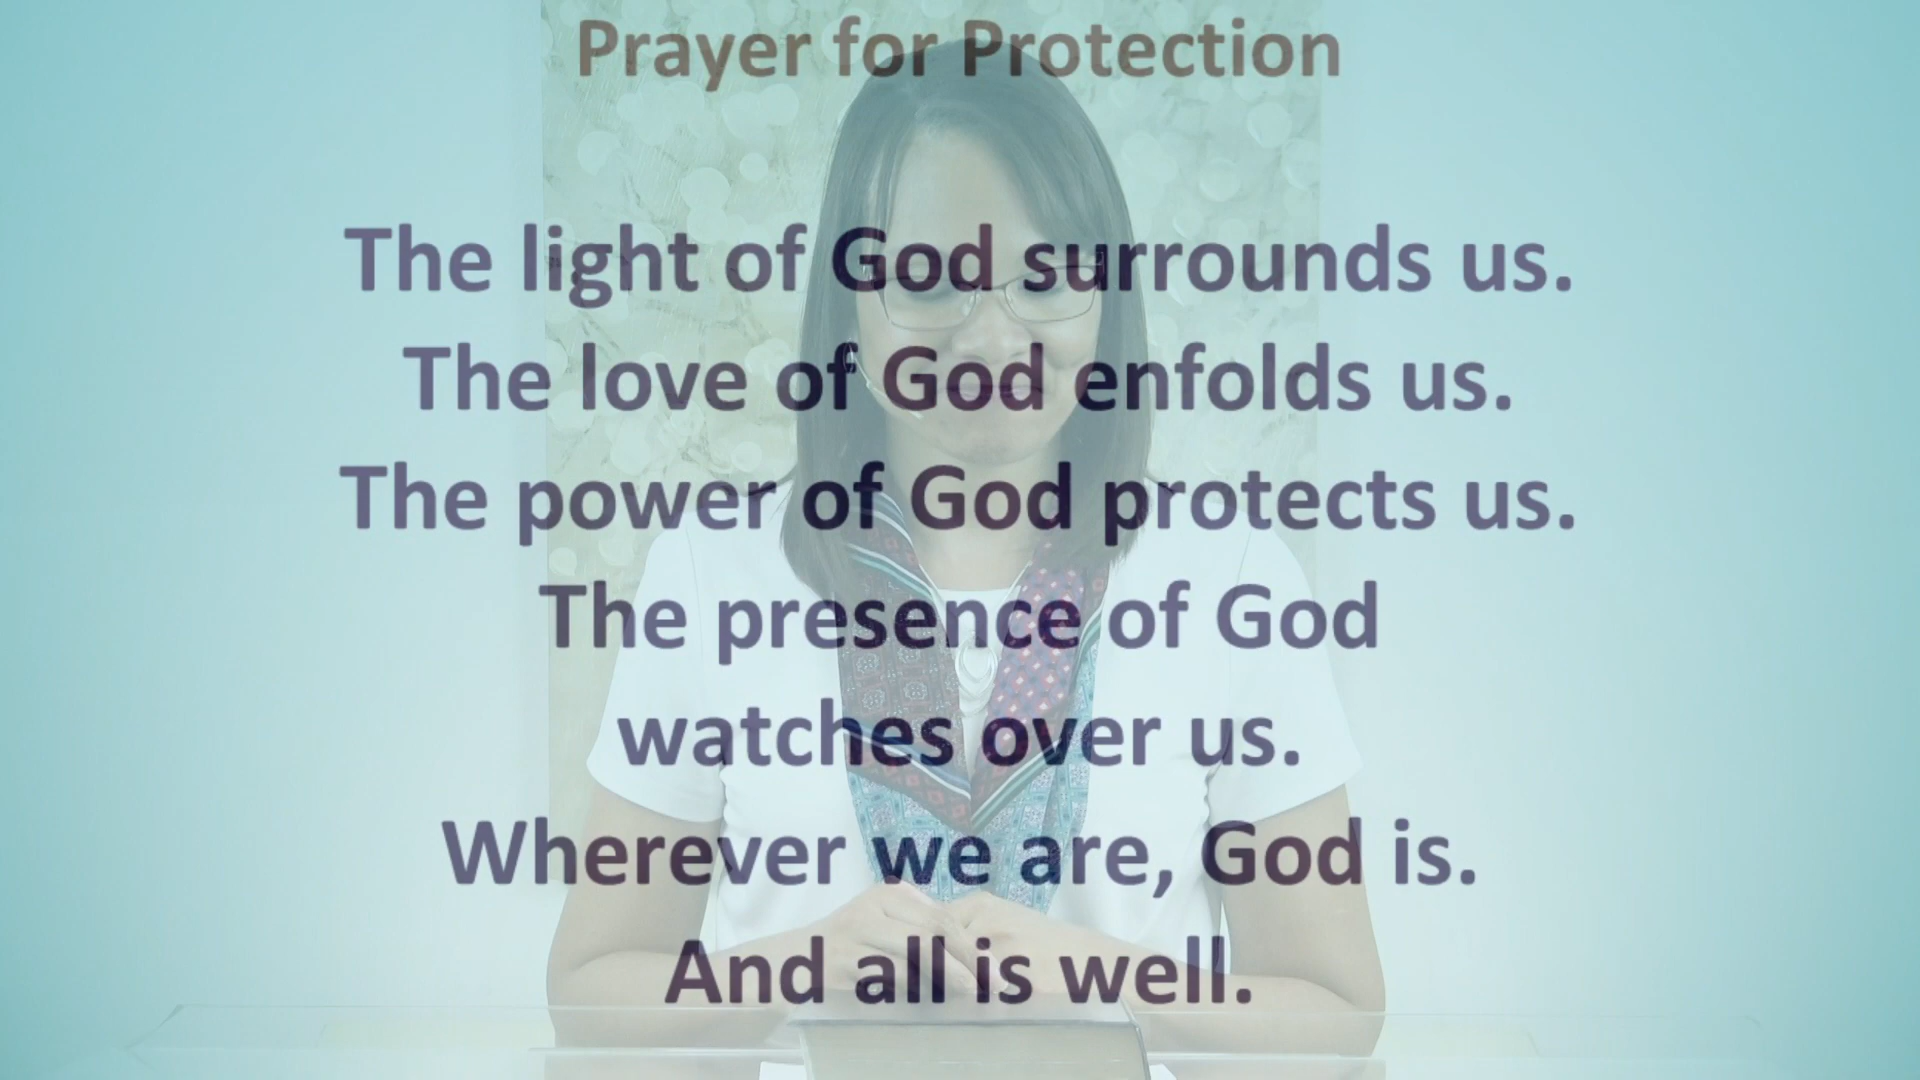 Prayer for Protection
The light of God surrounds us.
The love of God enfolds us.
The power of God protects us.
The presence of God
watches over us.
Wherever we are, God is.
And all is well.